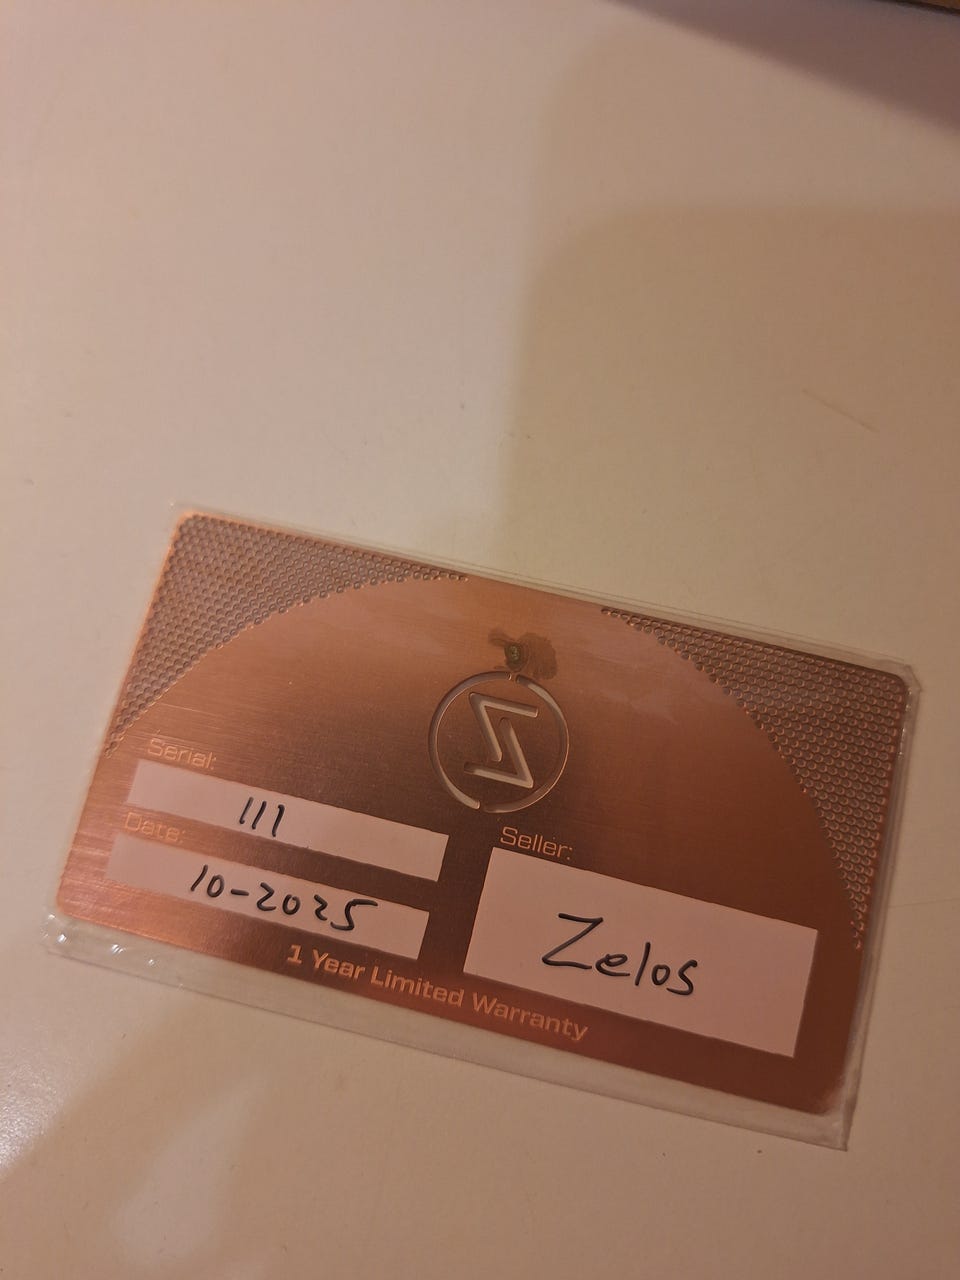 Serial:
111
Date:
10-2025
Seller:
Zelos
1 Year Limited Warranty